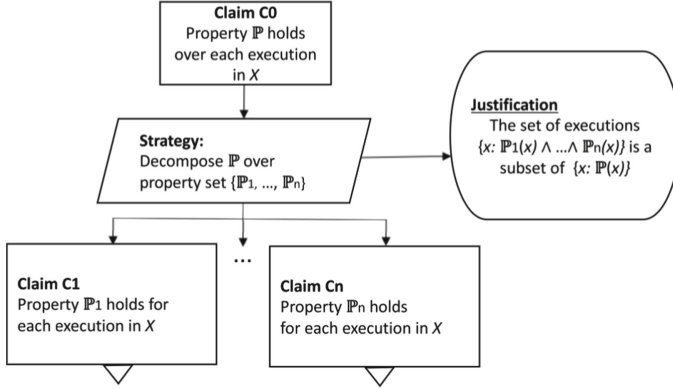 Claim C0
Property ℙ holds
over each execution
in X
Strategy:
Decompose ℙ over
property set {ℙ1, ..., ℙn}
Justification
The set of executions
{x: ℙ1(x) ∧ ...∧ ℙn(x)} is a
subset of {x: ℙ(x)}
...
Claim C1
Property ℙ1 holds for
each execution in X
Claim Cn
Property ℙn holds
for each execution in X